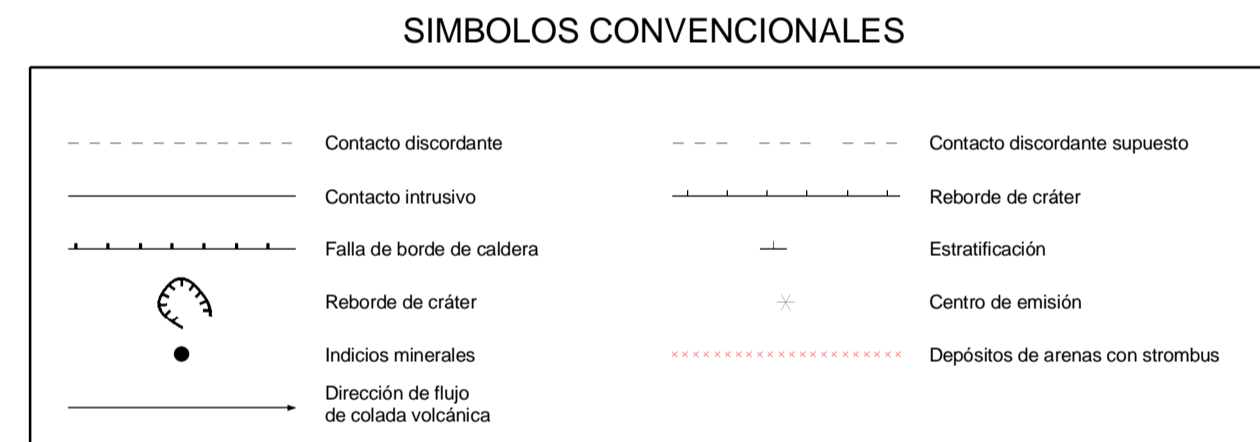 SIMBOLOS CONVENCIONALES
Contacto discordante
Contacto discordante supuesto
Contacto intrusivo
Reborde de cráter
Falla de borde de caldera
Estratificación
Reborde de cráter
Centro de emisión
Indicios minerales
Depósitos de arenas con strombus
Dirección de flujo
de colada volcánica